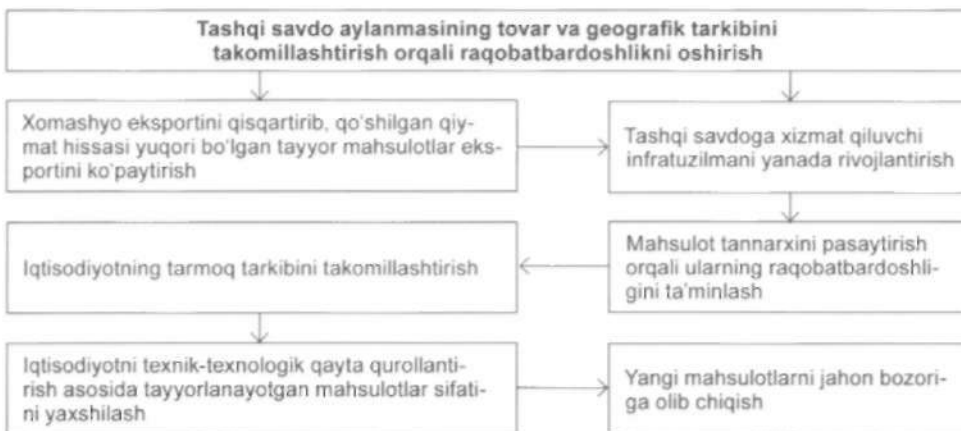 Tashqi savdo aylanmasining tovar va geografik tarkibini
takomillashtirish orqali raqobatbardoshlikni oshirish
Xomashyo eksportini qisqartirib, qo'shilgan qiy-
mat hissasi yuqori bo'lgan tayyor mahsulotlar eks-
portini ko'paytirish
Tashqi savdoga xizmat qiluvchi
infratuzilmani yanada rivojlantirish
Iqtisodiyotning tarmoq tarkibini takomillashtirish
Mahsulot tannarxini pasaytirish
orqali ularning raqobatbardoshli-
gini ta'minlash
Iqtisodiyotni texnik-texnologik qayta qurollanti-
rish asosida tayyorlanayotgan mahsulotlar sifati-
ni yaxshilash
Yangi mahsulotlarni jahon bozori-
ga olib chiqish